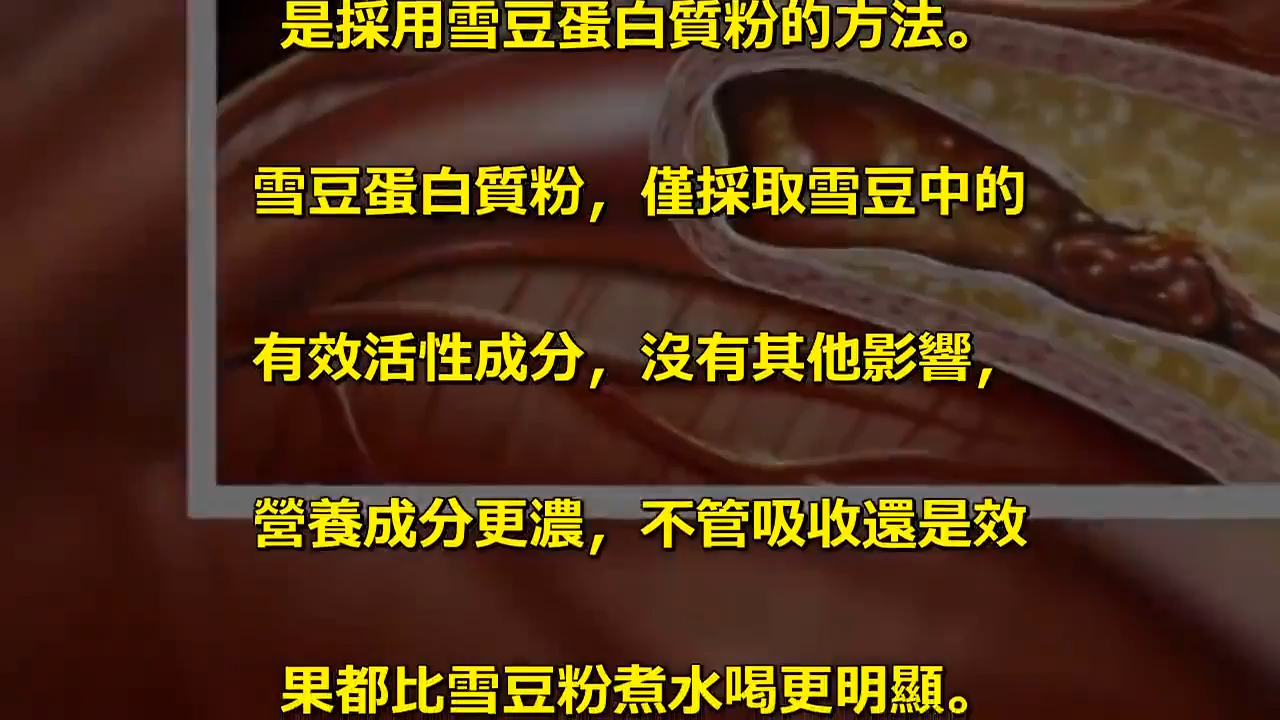 是採用雪豆蛋白質粉的方法。
雪豆蛋白質粉，僅採取雪豆中的
有效活性成分，沒有其他影響，
營養成分更濃，不管吸收還是效
果都比雪豆粉煮水喝更明顯。